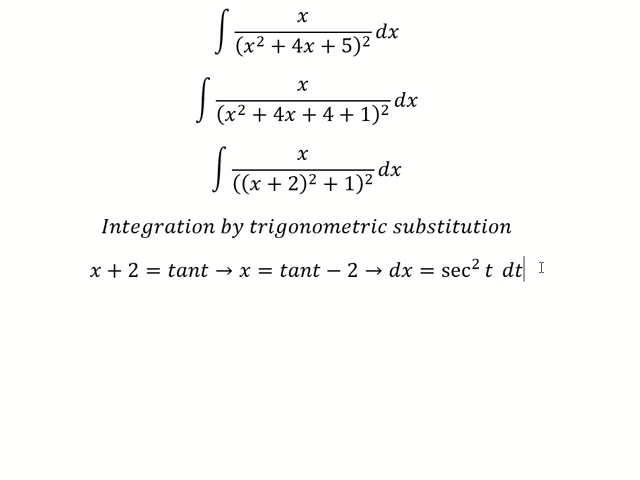 ∫ x / (x² + 4x + 5)² dx
∫ x / (x² + 4x + 4 + 1)² dx
∫ x / ((x + 2)² + 1)² dx
Integration by trigonometric substitution
x + 2 = tant → x = tant − 2 → dx = sec² t dt